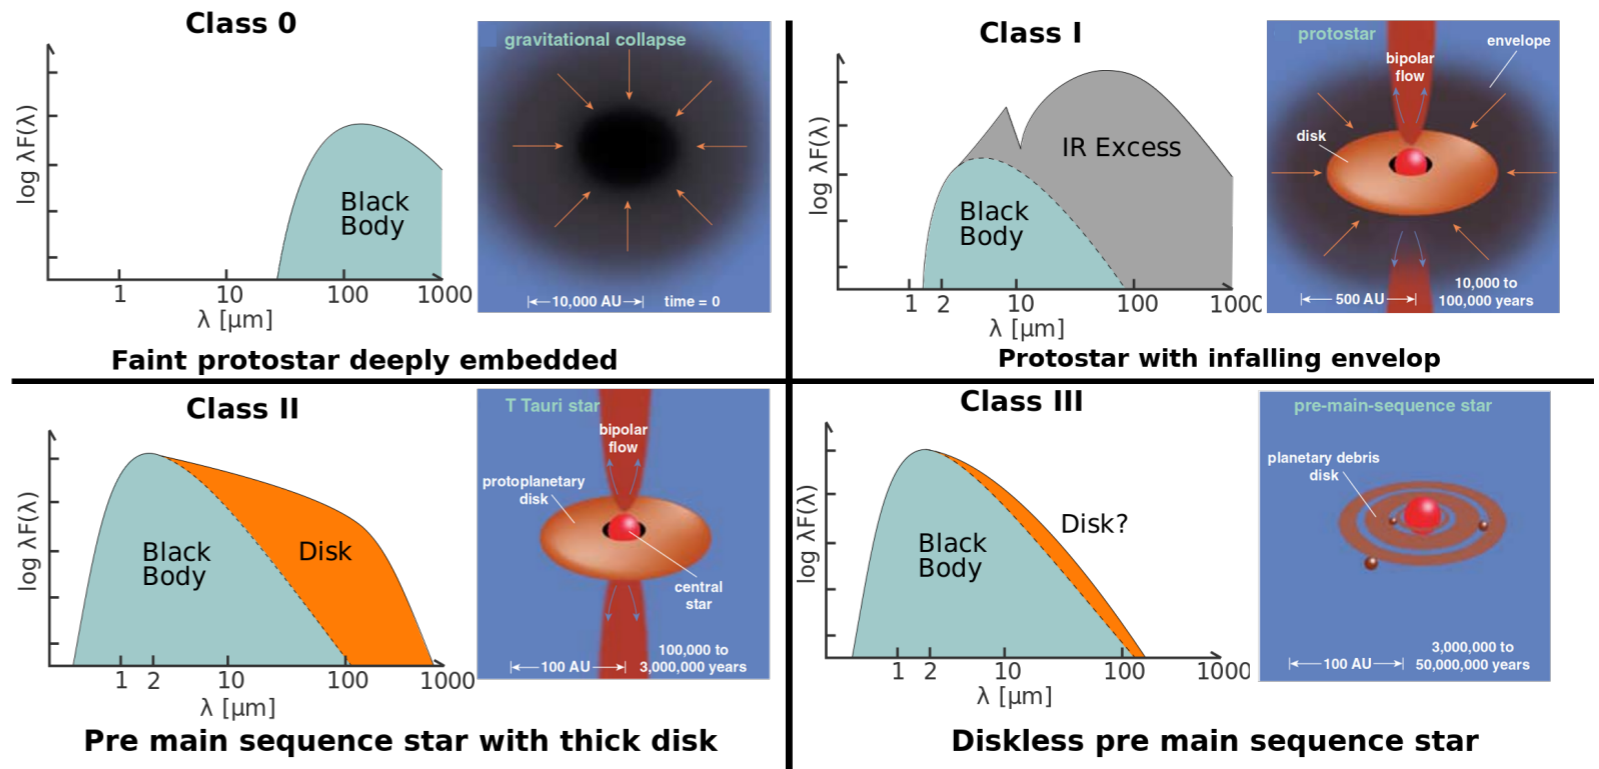 Class 0
gravitational collapse
log λF(λ)
Black
Body
1
10
100
1000
λ [μm]
10,000 AU
time = 0
Faint protostar deeply embedded
Class I
protostar
envelope
bipolar
flow
disk
log λF(λ)
IR Excess
Black
Body
1
2
10
100
1000
λ [μm]
500 AU
10,000 to
100,000 years
Protostar with infalling envelop
Class II
T Tauri star
bipolar
flow
protoplanetary
disk
log λF(λ)
Black
Body
Disk
central
star
1
2
10
100
1000
λ [μm]
100 AU
100,000 to
3,000,000 years
Pre main sequence star with thick disk
Class III
pre-main-sequence star
planetary debris
disk
log λF(λ)
Disk?
Black
Body
1
2
10
100
1000
λ [μm]
100 AU
3,000,000 to
50,000,000 years
Diskless pre main sequence star